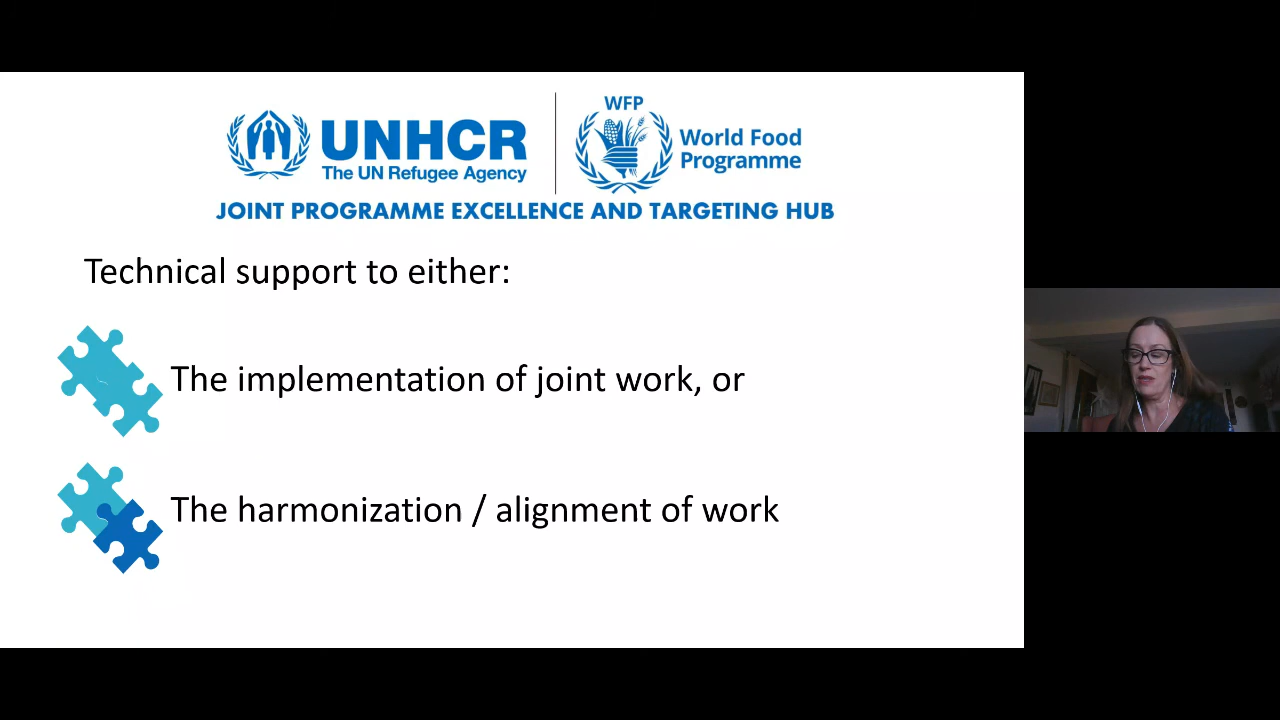 UNHCR
The UN Refugee Agency
WFP
World Food
Programme
JOINT PROGRAMME EXCELLENCE AND TARGETING HUB
Technical support to either:
The implementation of joint work, or
The harmonization / alignment of work